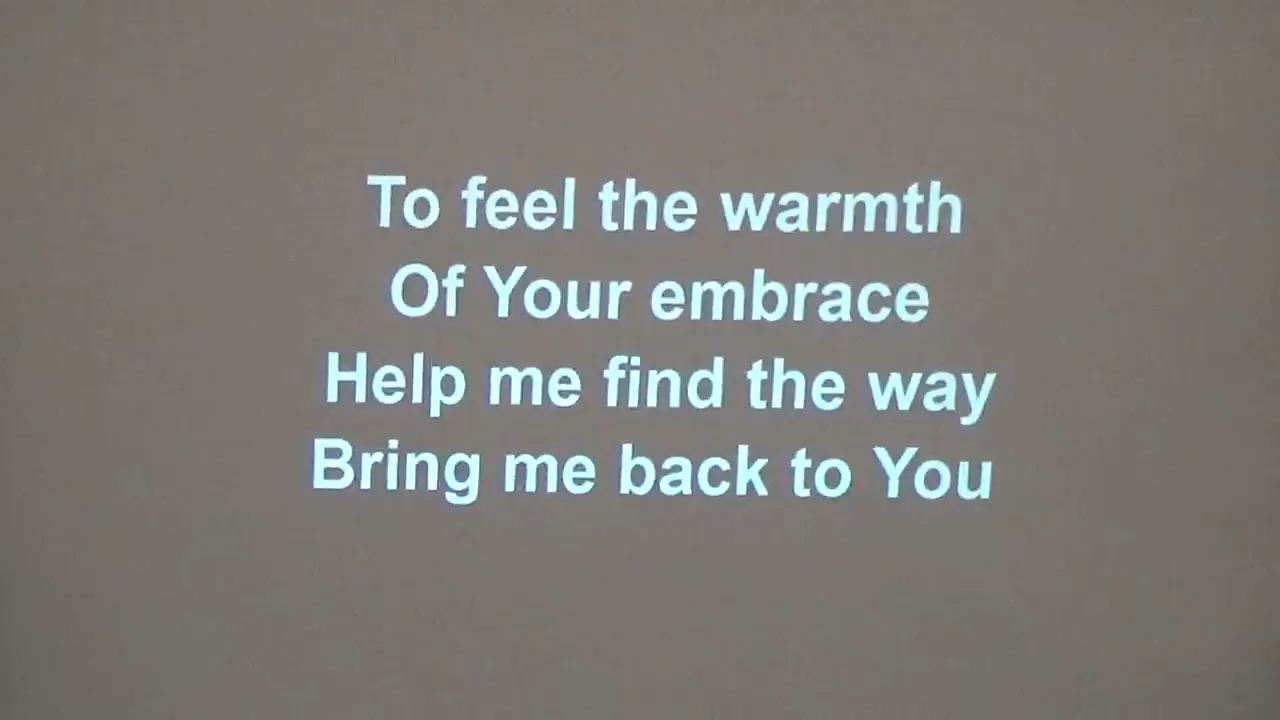 To feel the warmth
Of Your embrace
Help me find the way
Bring me back to You